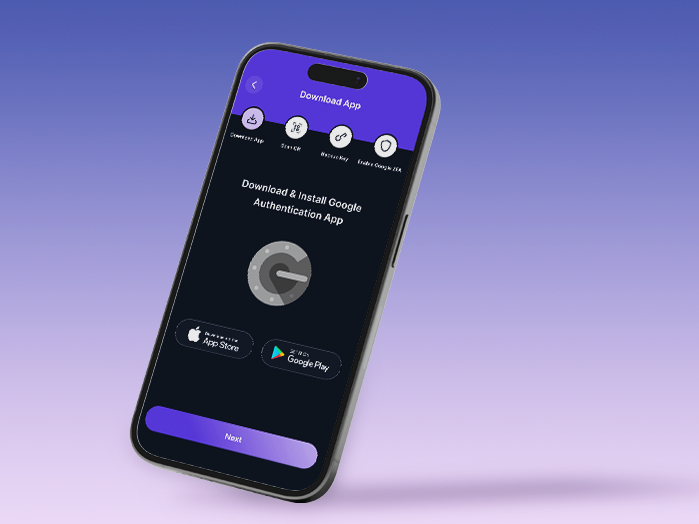 Download App
Download App
Scan QR
Backup Key
Enable Google 2FA
Download & Install Google
Authentication App
App Store
GET IT ON
Google Play
Next